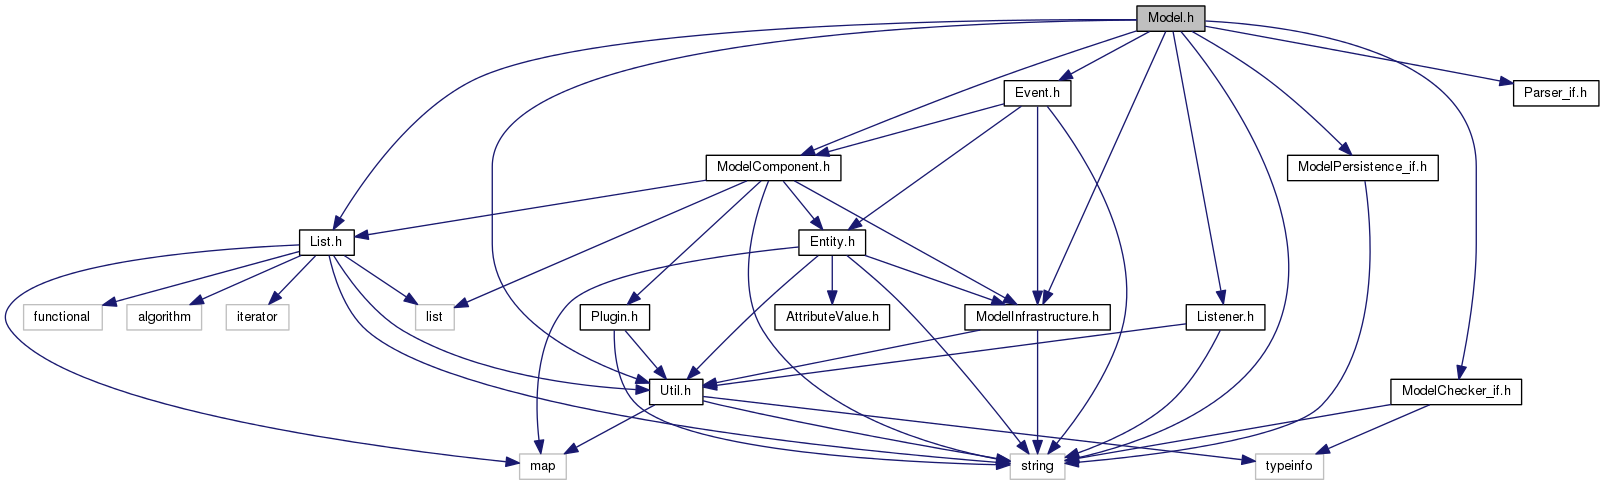 Model.h
Event.h
Parser_if.h
ModelComponent.h
ModelPersistence_if.h
List.h
Entity.h
functional
algorithm
iterator
list
Plugin.h
AttributeValue.h
ModelInfrastructure.h
Listener.h
Util.h
ModelChecker_if.h
map
string
typeinfo